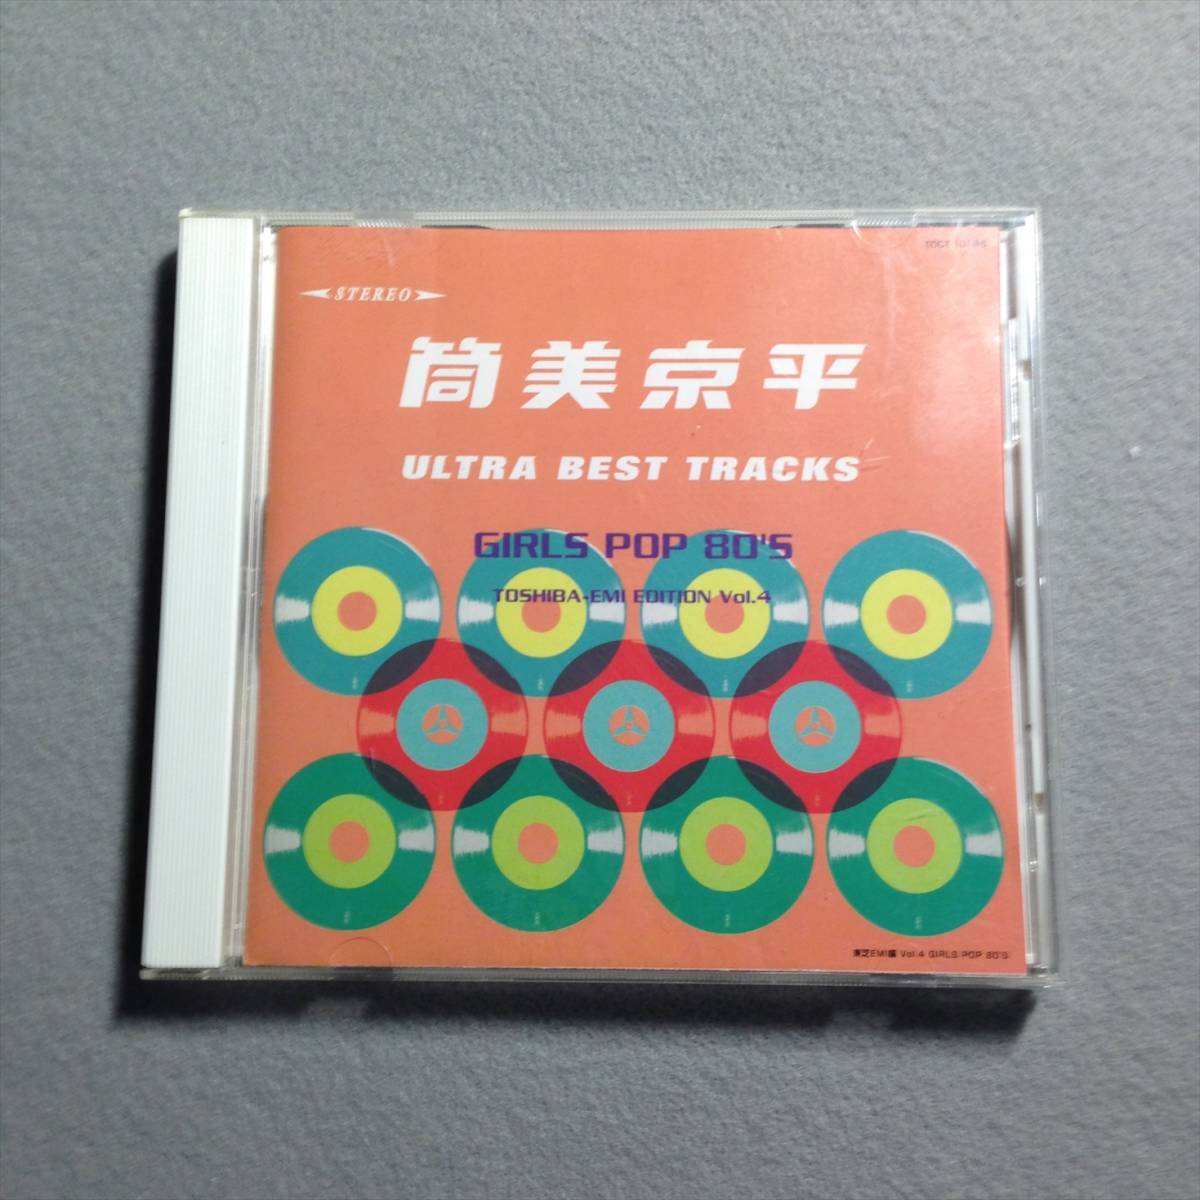 STEREO
筒美京平
ULTRA BEST TRACKS
GIRLS POP 80'S
TOSHIBA-EMI EDITION Vol.4
東芝EMI編 Vol.4 GIRLS POP 80'S